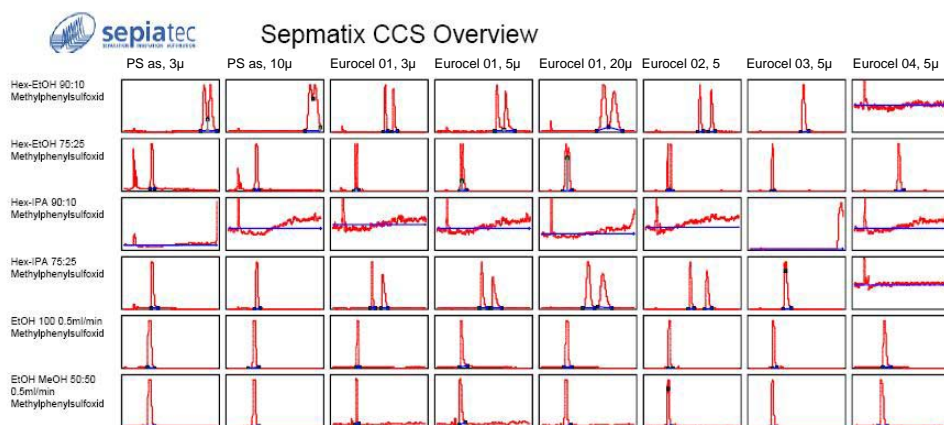 sepiatec
SEPARATION INNOVATION AUTOMATION
Sepmatix CCS Overview
PS as, 3µ PS as, 10µ Eurocel 01, 3µ Eurocel 01, 5µ Eurocel 01, 20µ Eurocel 02, 5 Eurocel 03, 5µ Eurocel 04, 5µ
Hex-EtOH 90:10
Methylphenylsulfoxid
Hex-EtOH 75:25
Methylphenylsulfoxid
Hex-IPA 90:10
Methylphenylsulfoxid
Hex-IPA 75:25
Methylphenylsulfoxid
EtOH 100 0.5ml/min
Methylphenylsulfoxid
EtOH MeOH 50:50
0.5ml/min
Methylphenylsulfoxid